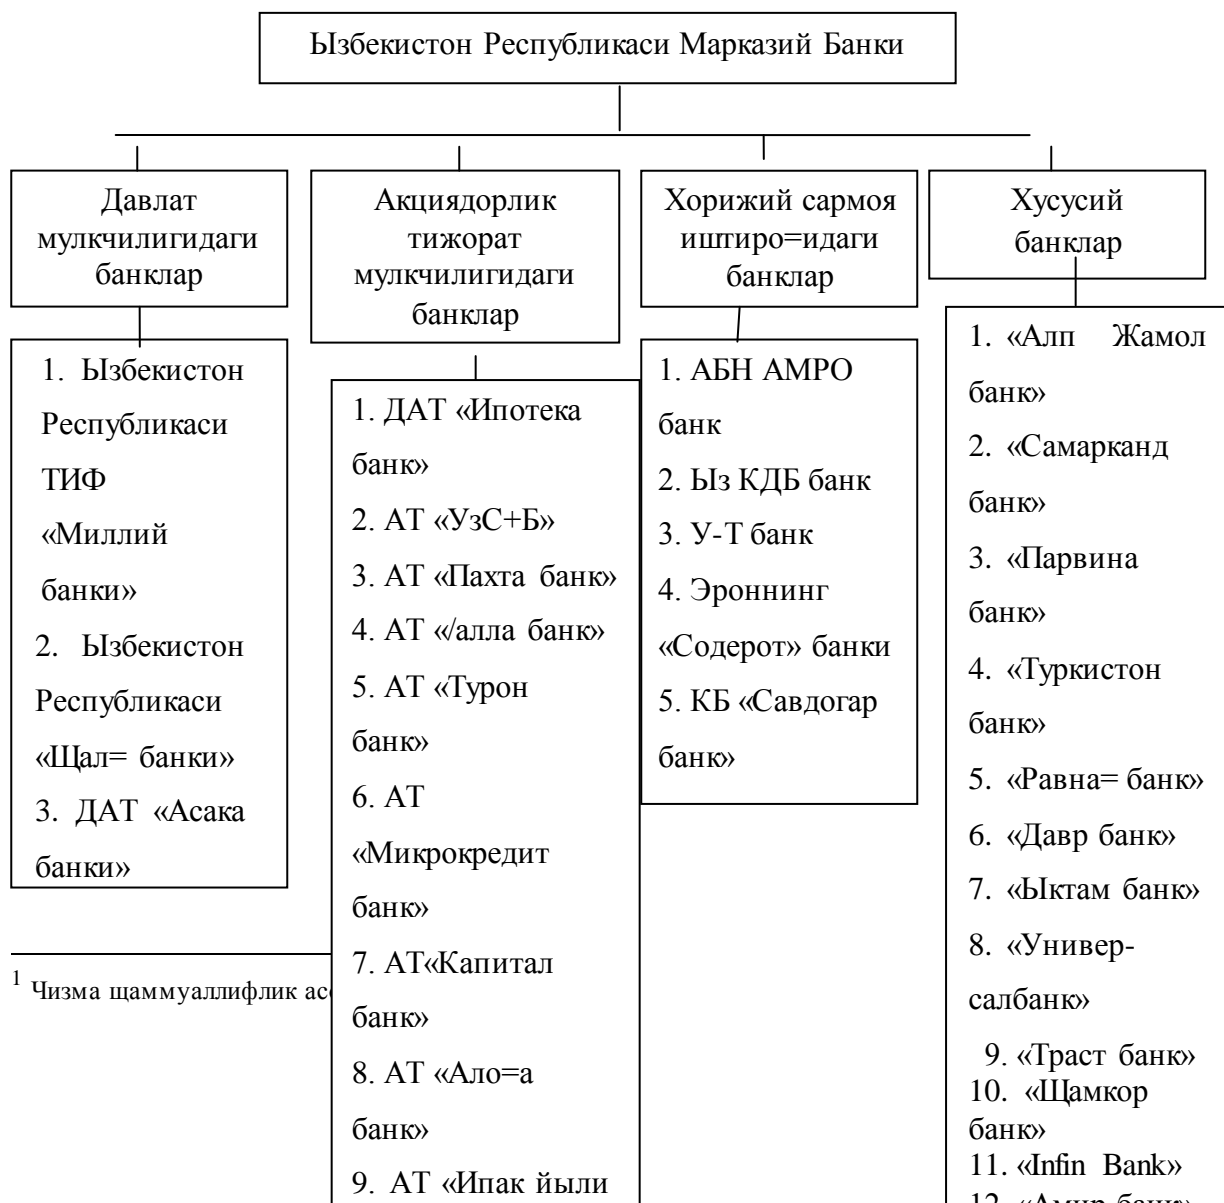 Ызбекистон Республикаси Марказий Банки
Давлат
мулкчилигидаги
банклар
1. Ызбекистон
Республикаси
ТИФ
«Миллий
банки»
2. Ызбекистон
Республикаси
«Щал= банки»
3. ДАТ «Асака
банки»
Акциядорлик
тижорат
мулкчилигидаги
банклар
1. ДАТ «Ипотека
банк»
2. АТ «УзС+Б»
3. АТ «Пахта банк»
4. АТ «/алла банк»
5. АТ «Турон
банк»
6. АТ
«Микрокредит
банк»
7. АТ«Капитал
банк»
8. АТ «Ало=а
банк»
9. АТ «Ипак йыли
Хорижий сармоя
иштиро=идаги
банклар
1. АБН АМРО
банк
2. Ыз КДБ банк
3. У-Т банк
4. Эроннинг
«Содерот» банки
5. КБ «Савдогар
банк»
Хусусий
банклар
1. «Алп Жамол
банк»
2. «Самарканд
банк»
3. «Парвина
банк»
4. «Туркистон
банк»
5. «Равна= банк»
6. «Давр банк»
7. «Ыктам банк»
8. «Универ-
салбанк»
9. «Траст банк»
10. «Щамкор
банк»
11. «Infin Bank»
12. «Амир банк»
1 Чизма щаммуаллифлик